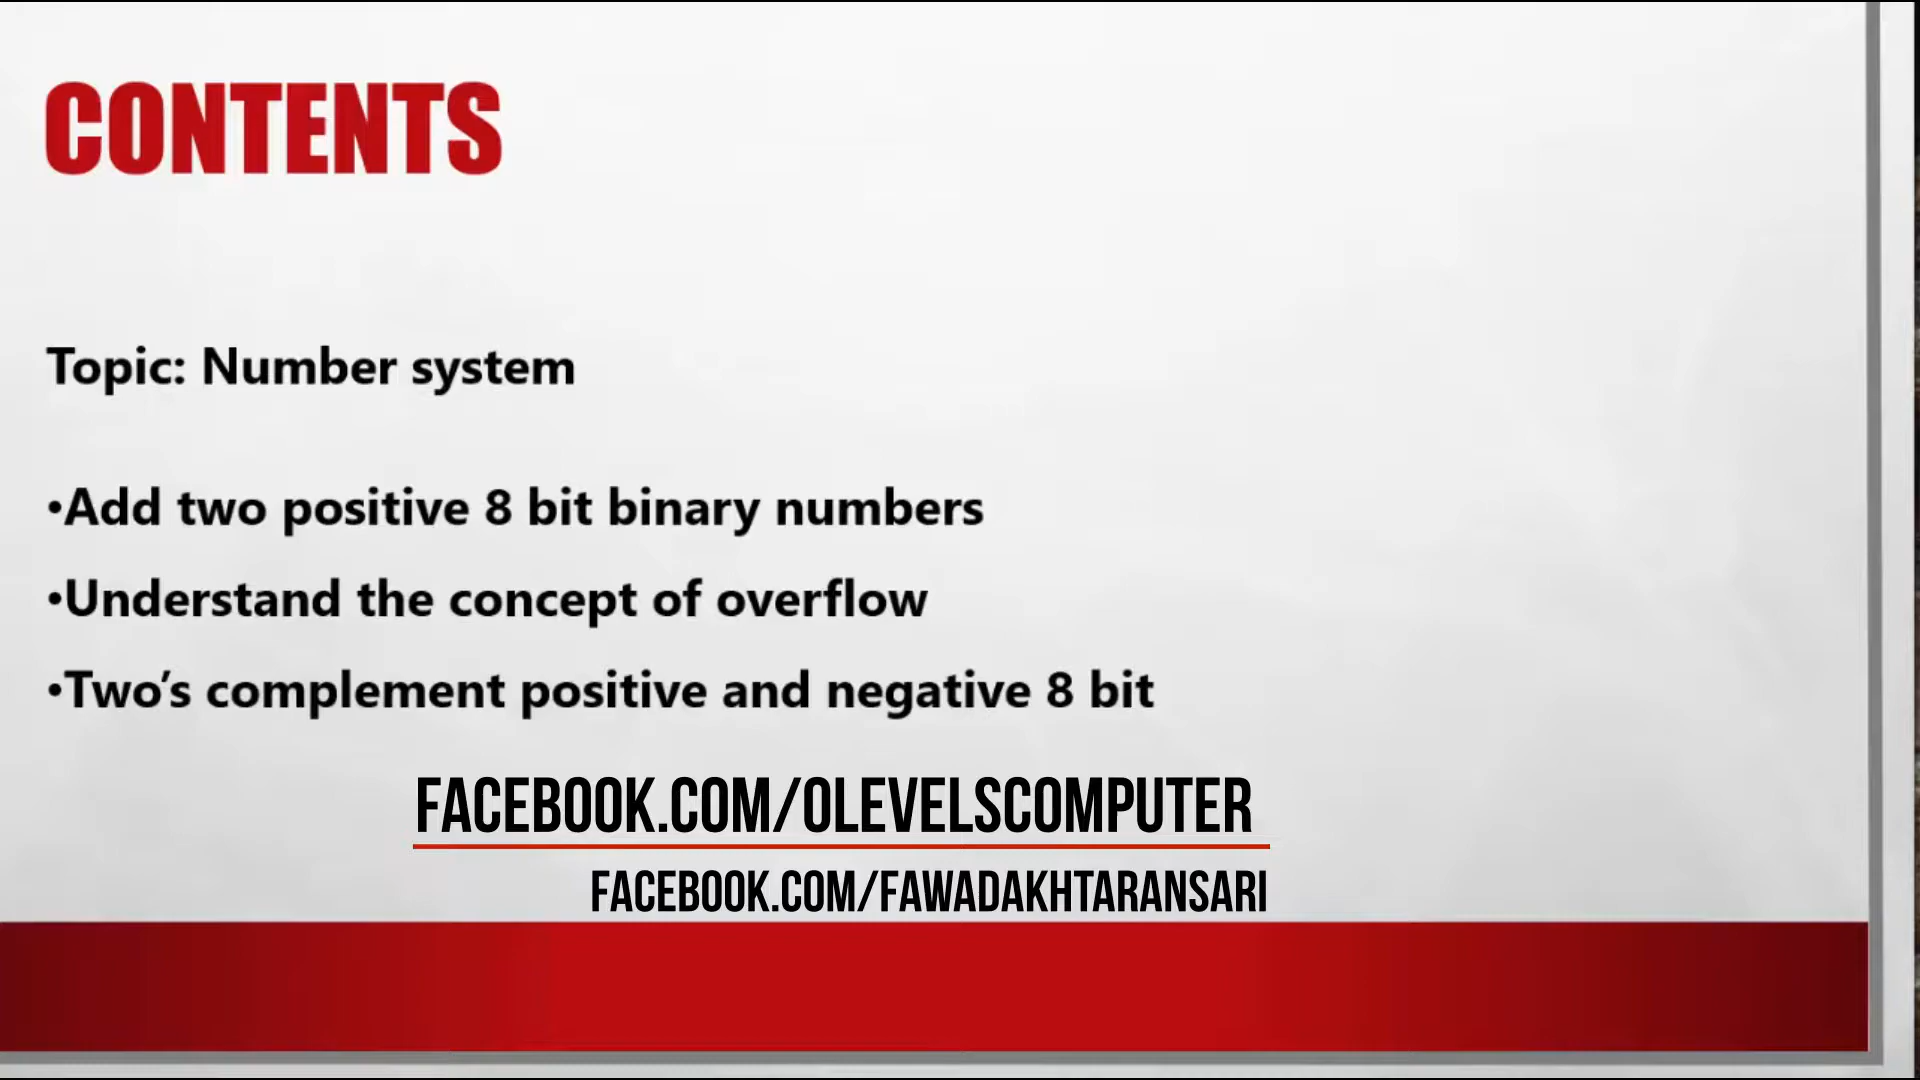 CONTENTS
Topic: Number system
•Add two positive 8 bit binary numbers
•Understand the concept of overflow
•Two’s complement positive and negative 8 bit
FACEBOOK.COM/OLEVELSCOMPUTER
FACEBOOK.COM/FAWADAKHTARANSARI